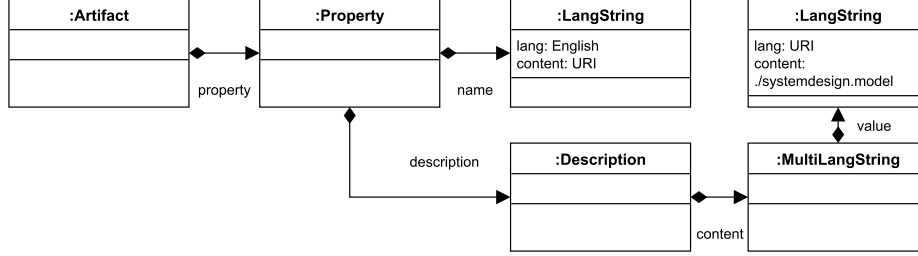 :Artifact
:Property
:LangString
:LangString
lang: English
content: URI
lang: URI
content:
./systemdesign.model
property
name
value
description
:Description
:MultiLangString
content